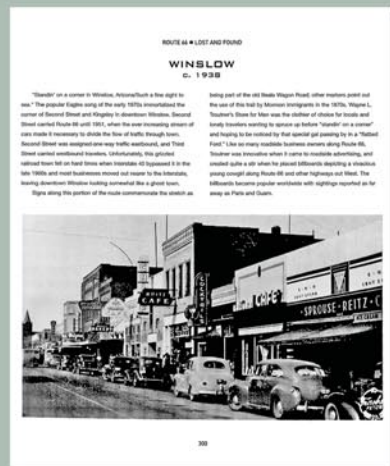 ROUTE 66 ● LOST AND FOUND
WINSLOW
c. 1938
"Standin' on a corner in Winslow, Arizona/Such a fine sight to
see." The popular Eagles song of the early 1970s immortalized the
corner of Second Street and Kingsley in downtown Winslow. Second
Street carried Route 66 until 1951, when the ever increasing stream of
cars made it necessary to divide the flow of traffic through town.
Second Street was assigned one-way traffic eastbound, and Third
Street carried westbound travelers. Unfortunately, this grizzled
railroad town fell on hard times when Interstate 40 bypassed it in the
late 1960s and most businesses moved out nearer to the interstate,
leaving downtown Winslow looking somewhat like a ghost town.
Signs along this portion of the route commemorate the stretch as
being part of the old Beale Wagon Road; other markers point out
the use of this trail by Mormon immigrants in the 1870s. Wayne L.
Troutner's Store for Men was the clothier of choice for locals and
lonely travelers wanting to spruce up before "standin' on a corner"
and hoping to be noticed by that special gal passing by in a "flatbed
Ford." Like so many roadside business owners along Route 66,
Troutner was innovative when it came to roadside advertising, and
created quite a stir when he placed billboards depicting a vivacious
young cowgirl along Route 66 and other highways out West. The
billboards became popular worldwide with sightings reported as far
away as Paris and Guam.
WHITE
CAFE
COCKTAILS
CAFE
SPROUSE-REITZ C
300